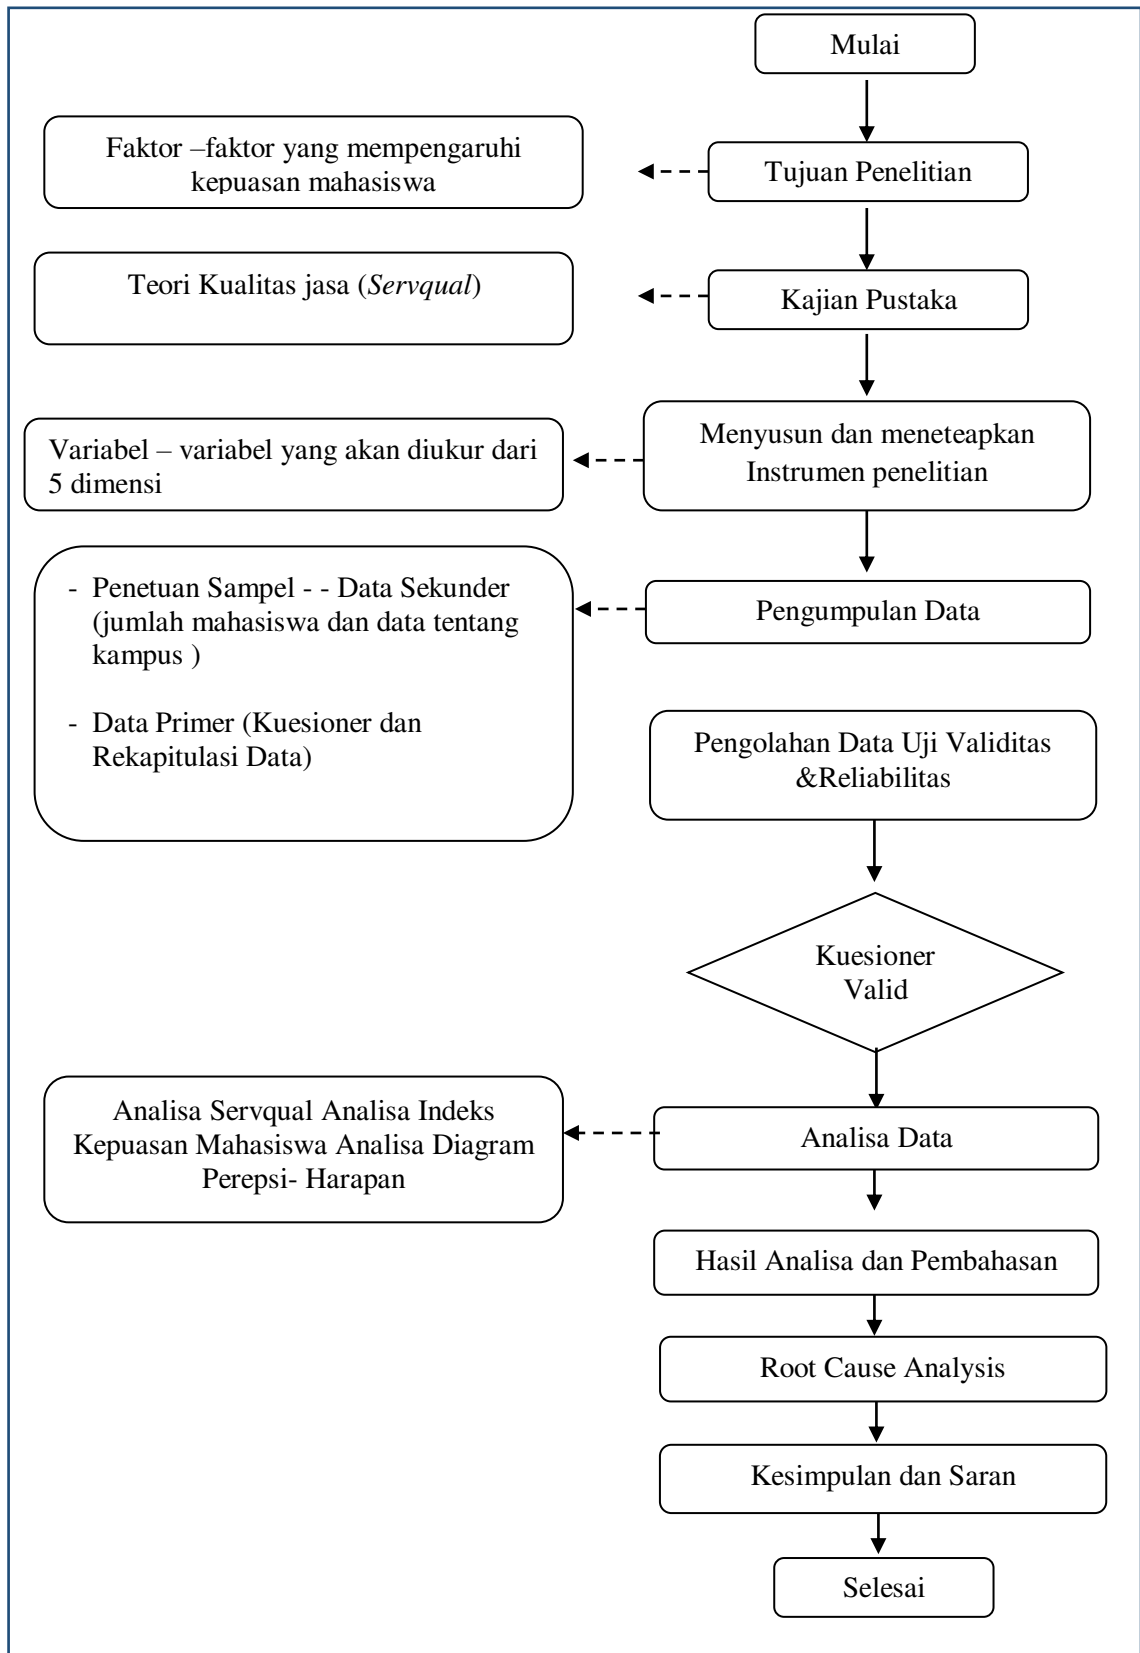 Mulai
Faktor –faktor yang mempengaruhi
kepuasan mahasiswa
Tujuan Penelitian
Teori Kualitas jasa (Servqual)
Kajian Pustaka
Variabel – variabel yang akan diukur dari
5 dimensi
Menyusun dan meneteapkan
Instrumen penelitian
- Penetuan Sampel - - Data Sekunder
(jumlah mahasiswa dan data tentang
kampus )
- Data Primer (Kuesioner dan
Rekapitulasi Data)
Pengumpulan Data
Pengolahan Data Uji Validitas
&Reliabilitas
Kuesioner
Valid
Analisa Servqual Analisa Indeks
Kepuasan Mahasiswa Analisa Diagram
Perepsi- Harapan
Analisa Data
Hasil Analisa dan Pembahasan
Root Cause Analysis
Kesimpulan dan Saran
Selesai